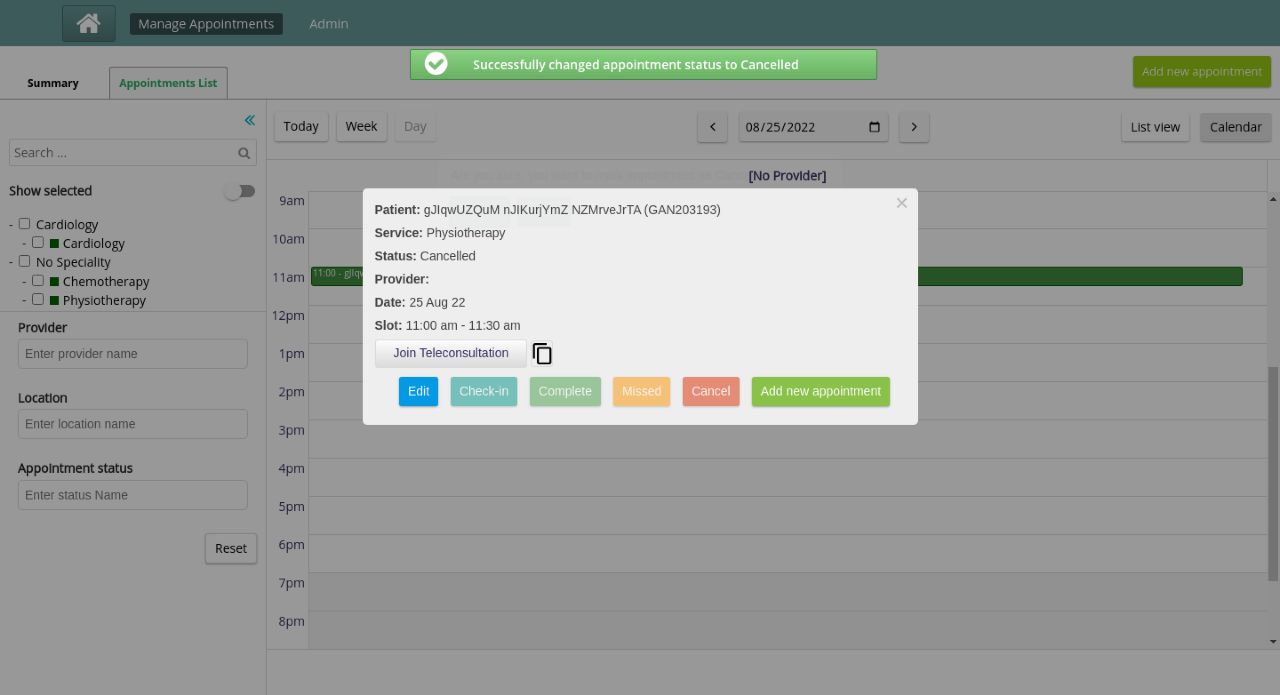 Manage Appointments Admin
Successfully changed appointment status to Cancelled
Summary Appointments List Add new appointment
Today Week Day 08/25/2022 List view Calendar
Search ...
[No Provider]
Show selected
- Cardiology
- Cardiology
- No Speciality
- Chemotherapy
- Physiotherapy
Provider
Enter provider name
Location
Enter location name
Appointment status
Enter status Name
Reset
9am
10am
11am
11:00 -
12pm
1pm
2pm
3pm
4pm
5pm
6pm
7pm
8pm
Patient: gJIqwUZQuM nJIKurjYmZ NZMrveJrTA (GAN203193)
Service: Physiotherapy
Status: Cancelled
Provider:
Date: 25 Aug 22
Slot: 11:00 am - 11:30 am
Join Teleconsultation
Edit Check-in Complete Missed Cancel Add new appointment